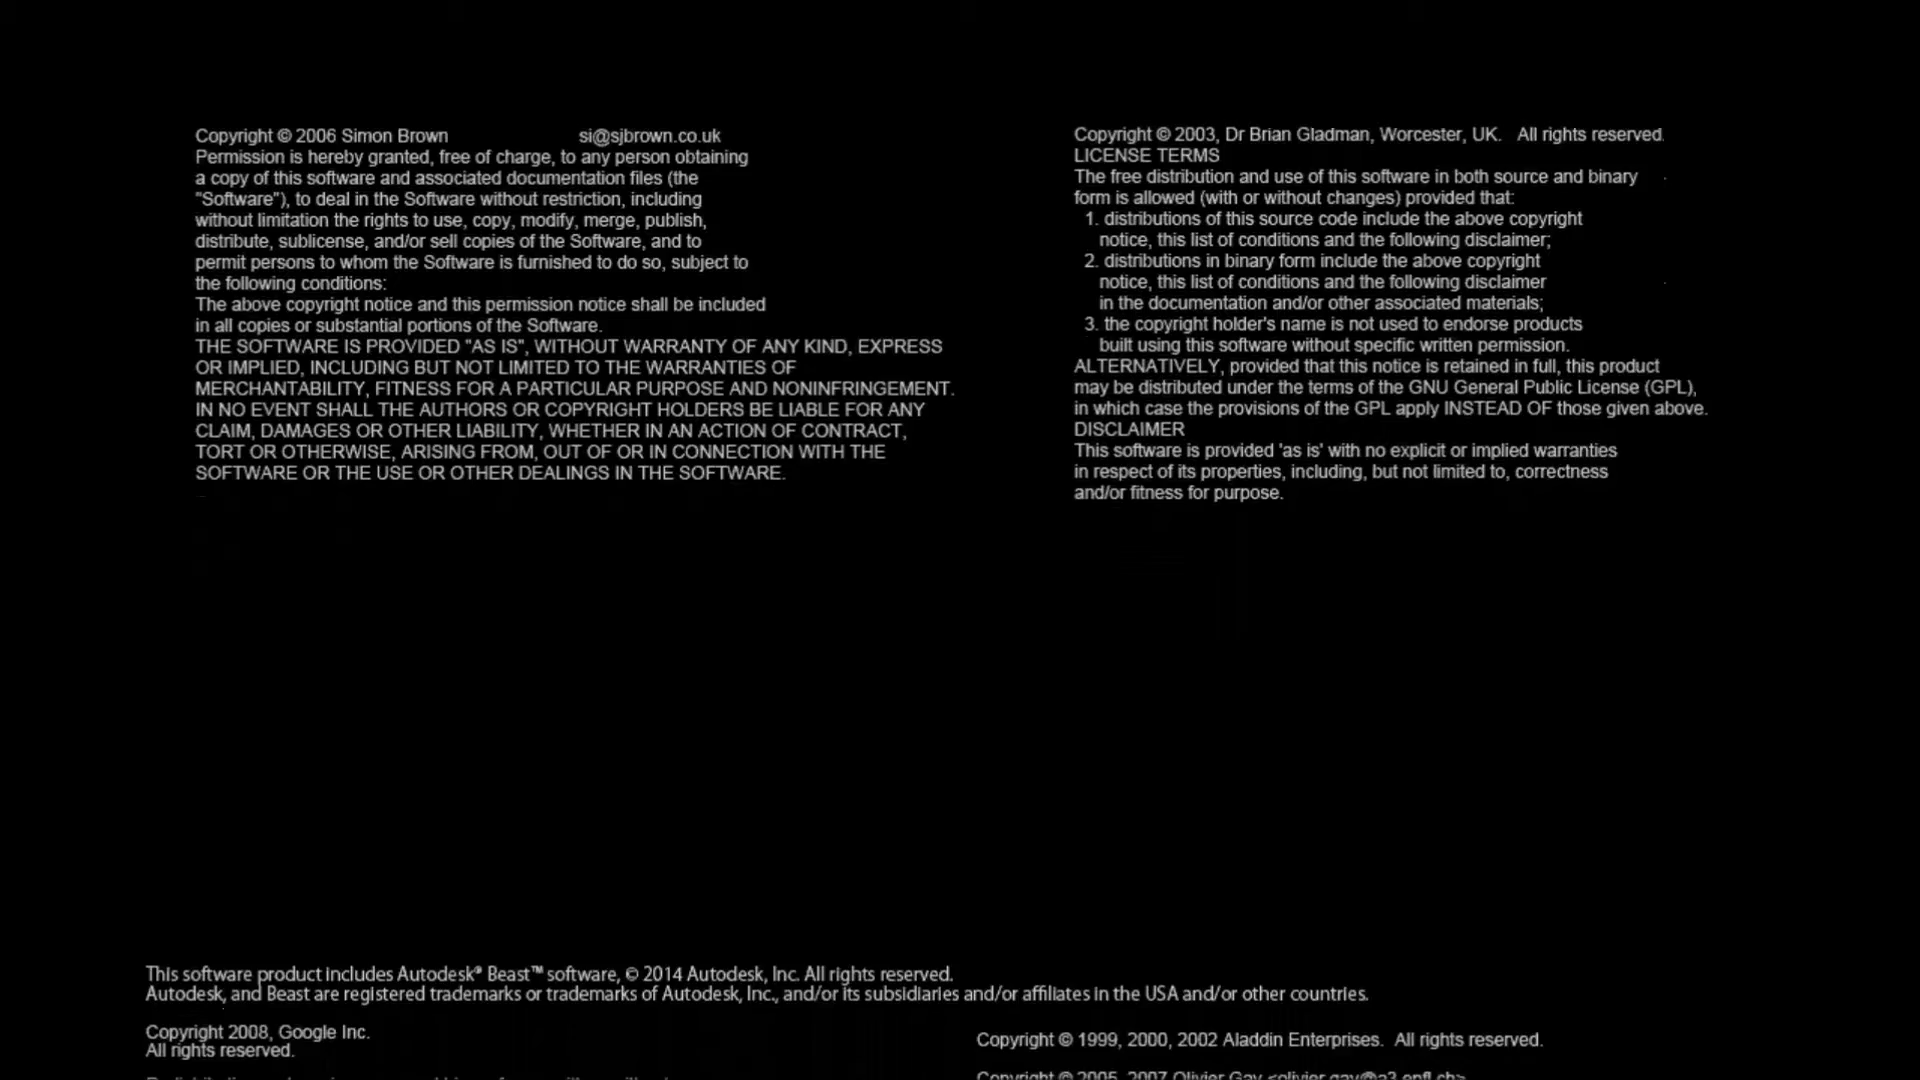 Copyright © 2006 Simon Brown si@sjbrown.co.uk
Permission is hereby granted, free of charge, to any person obtaining
a copy of this software and associated documentation files (the
"Software"), to deal in the Software without restriction, including
without limitation the rights to use, copy, modify, merge, publish,
distribute, sublicense, and/or sell copies of the Software, and to
permit persons to whom the Software is furnished to do so, subject to
the following conditions:
The above copyright notice and this permission notice shall be included
in all copies or substantial portions of the Software.
THE SOFTWARE IS PROVIDED "AS IS", WITHOUT WARRANTY OF ANY KIND, EXPRESS
OR IMPLIED, INCLUDING BUT NOT LIMITED TO THE WARRANTIES OF
MERCHANTABILITY, FITNESS FOR A PARTICULAR PURPOSE AND NONINFRINGEMENT.
IN NO EVENT SHALL THE AUTHORS OR COPYRIGHT HOLDERS BE LIABLE FOR ANY
CLAIM, DAMAGES OR OTHER LIABILITY, WHETHER IN AN ACTION OF CONTRACT,
TORT OR OTHERWISE, ARISING FROM, OUT OF OR IN CONNECTION WITH THE
SOFTWARE OR THE USE OR OTHER DEALINGS IN THE SOFTWARE.
Copyright © 2003, Dr Brian Gladman, Worcester, UK. All rights reserved.
LICENSE TERMS
The free distribution and use of this software in both source and binary
form is allowed (with or without changes) provided that:
1. distributions of this source code include the above copyright
notice, this list of conditions and the following disclaimer;
2. distributions in binary form include the above copyright
notice, this list of conditions and the following disclaimer
in the documentation and/or other associated materials;
3. the copyright holder's name is not used to endorse products
built using this software without specific written permission.
ALTERNATIVELY, provided that this notice is retained in full, this product
may be distributed under the terms of the GNU General Public License (GPL),
in which case the provisions of the GPL apply INSTEAD OF those given above.
DISCLAIMER
This software is provided 'as is' with no explicit or implied warranties
in respect of its properties, including, but not limited to, correctness
and/or fitness for purpose.
This software product includes Autodesk® Beast™ software, © 2014 Autodesk, Inc. All rights reserved.
Autodesk, and Beast are registered trademarks or trademarks of Autodesk, Inc., and/or its subsidiaries and/or affiliates in the USA and/or other countries.
Copyright 2008, Google Inc.
All rights reserved.
Copyright © 1999, 2000, 2002 Aladdin Enterprises. All rights reserved.
Copyright © 2005, 2007 Olivier Gay <olivier.gay@a3.epfl.ch>